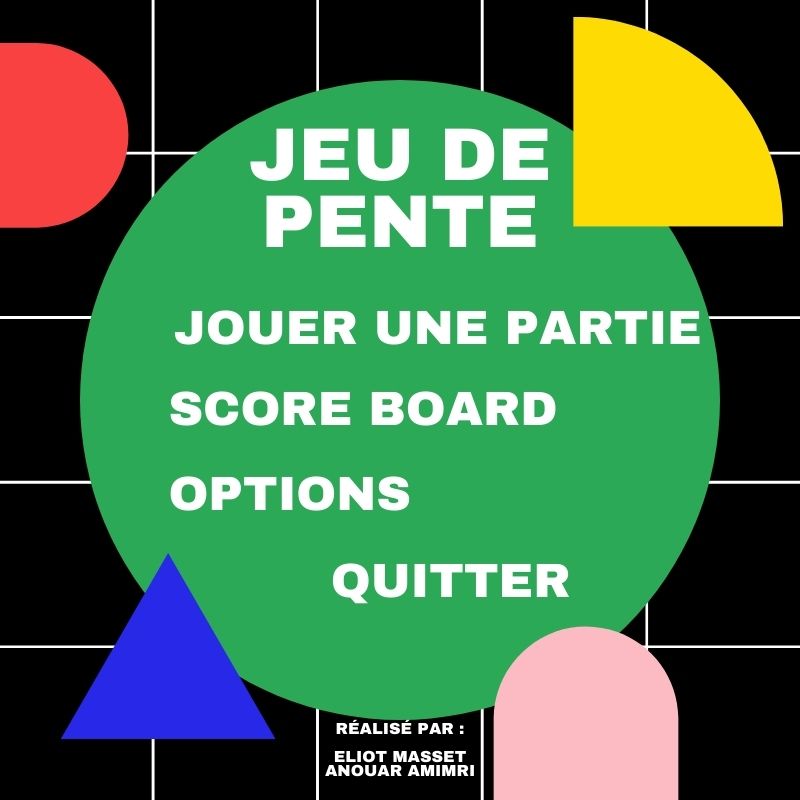 JEU DE
PENTE
JOUER UNE PARTIE
SCORE BOARD
OPTIONS
QUITTER
RÉALISÉ PAR :
ELIOT MASSET
ANOUAR AMIMRI